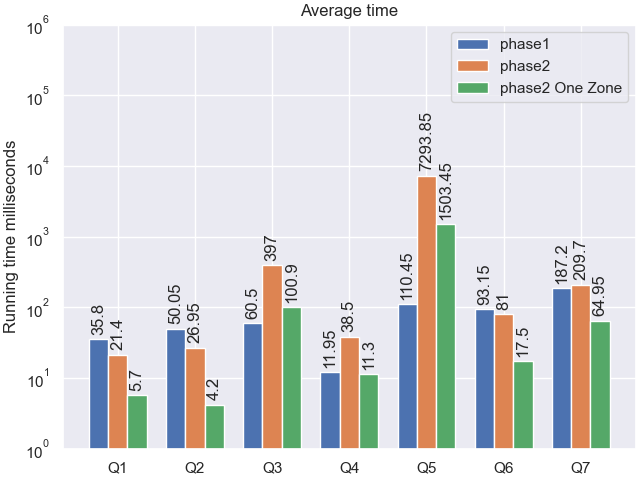 Average time
phase1
phase2
phase2 One Zone
Running time milliseconds
10^6
10^5
10^4
10^3
10^2
10^1
10^0
35.8
21.4
5.7
50.05
26.95
4.2
60.5
397
100.9
11.95
38.5
11.3
110.45
7293.85
1503.45
93.15
81
17.5
187.2
209.7
64.95
Q1
Q2
Q3
Q4
Q5
Q6
Q7